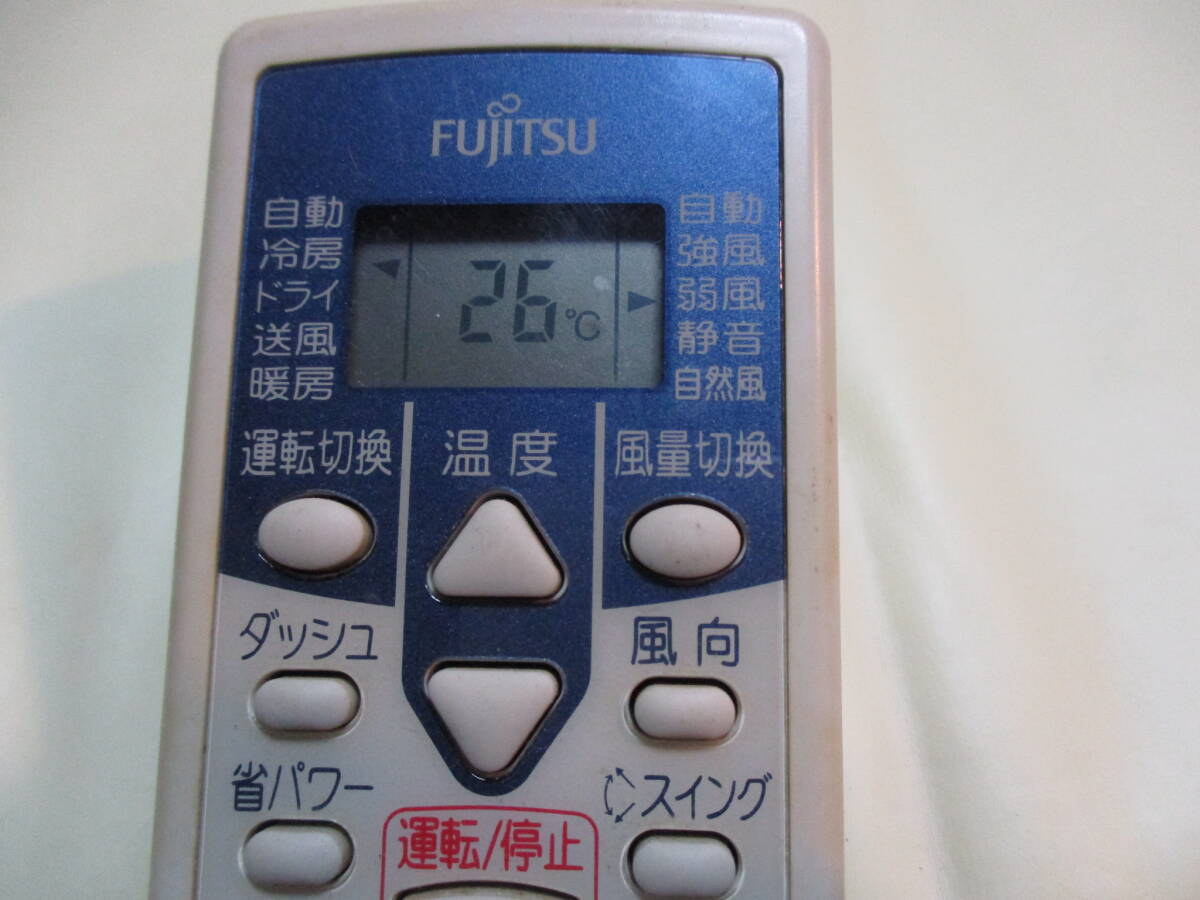 FUJITSU
自動
冷房
ドライ
送風
暖房
26℃
自動
強風
弱風
静音
自然風
運転切換
温度
風量切換
ダッシュ
風向
省パワー
スイング
運転/停止